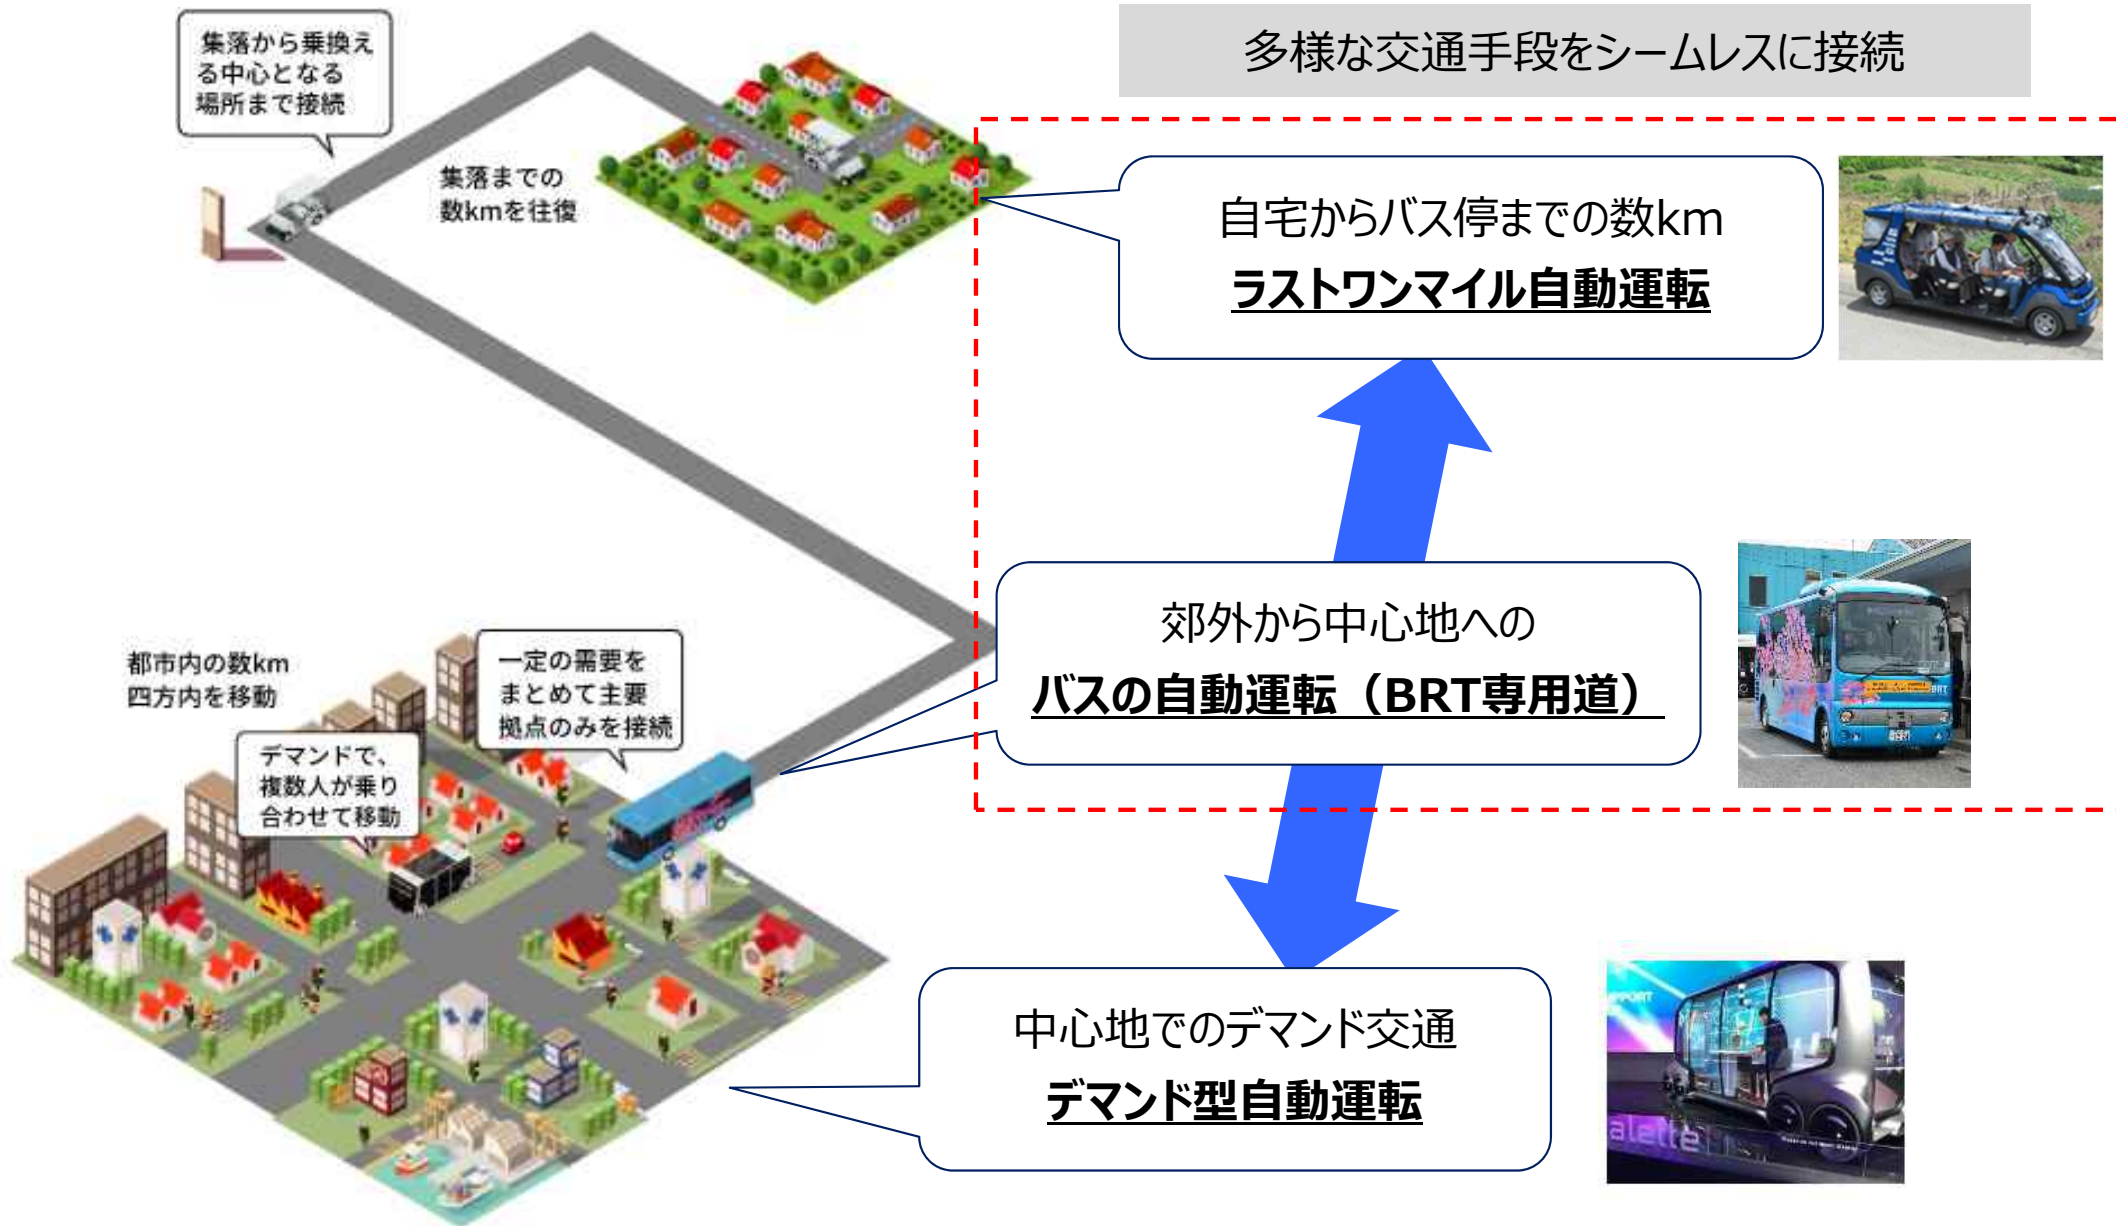 多様な交通手段をシームレスに接続
集落から乗換え
る中心となる
場所まで接続
集落までの
数kmを往復
自宅からバス停までの数km
ラストワンマイル自動運転
郊外から中心地への
バスの自動運転（BRT専用道）
BRT
都市内の数km
四方内を移動
一定の需要を
まとめて主要
拠点のみを接続
デマンドで、
複数人が乗り
合わせて移動
中心地でのデマンド交通
デマンド型自動運転
alette